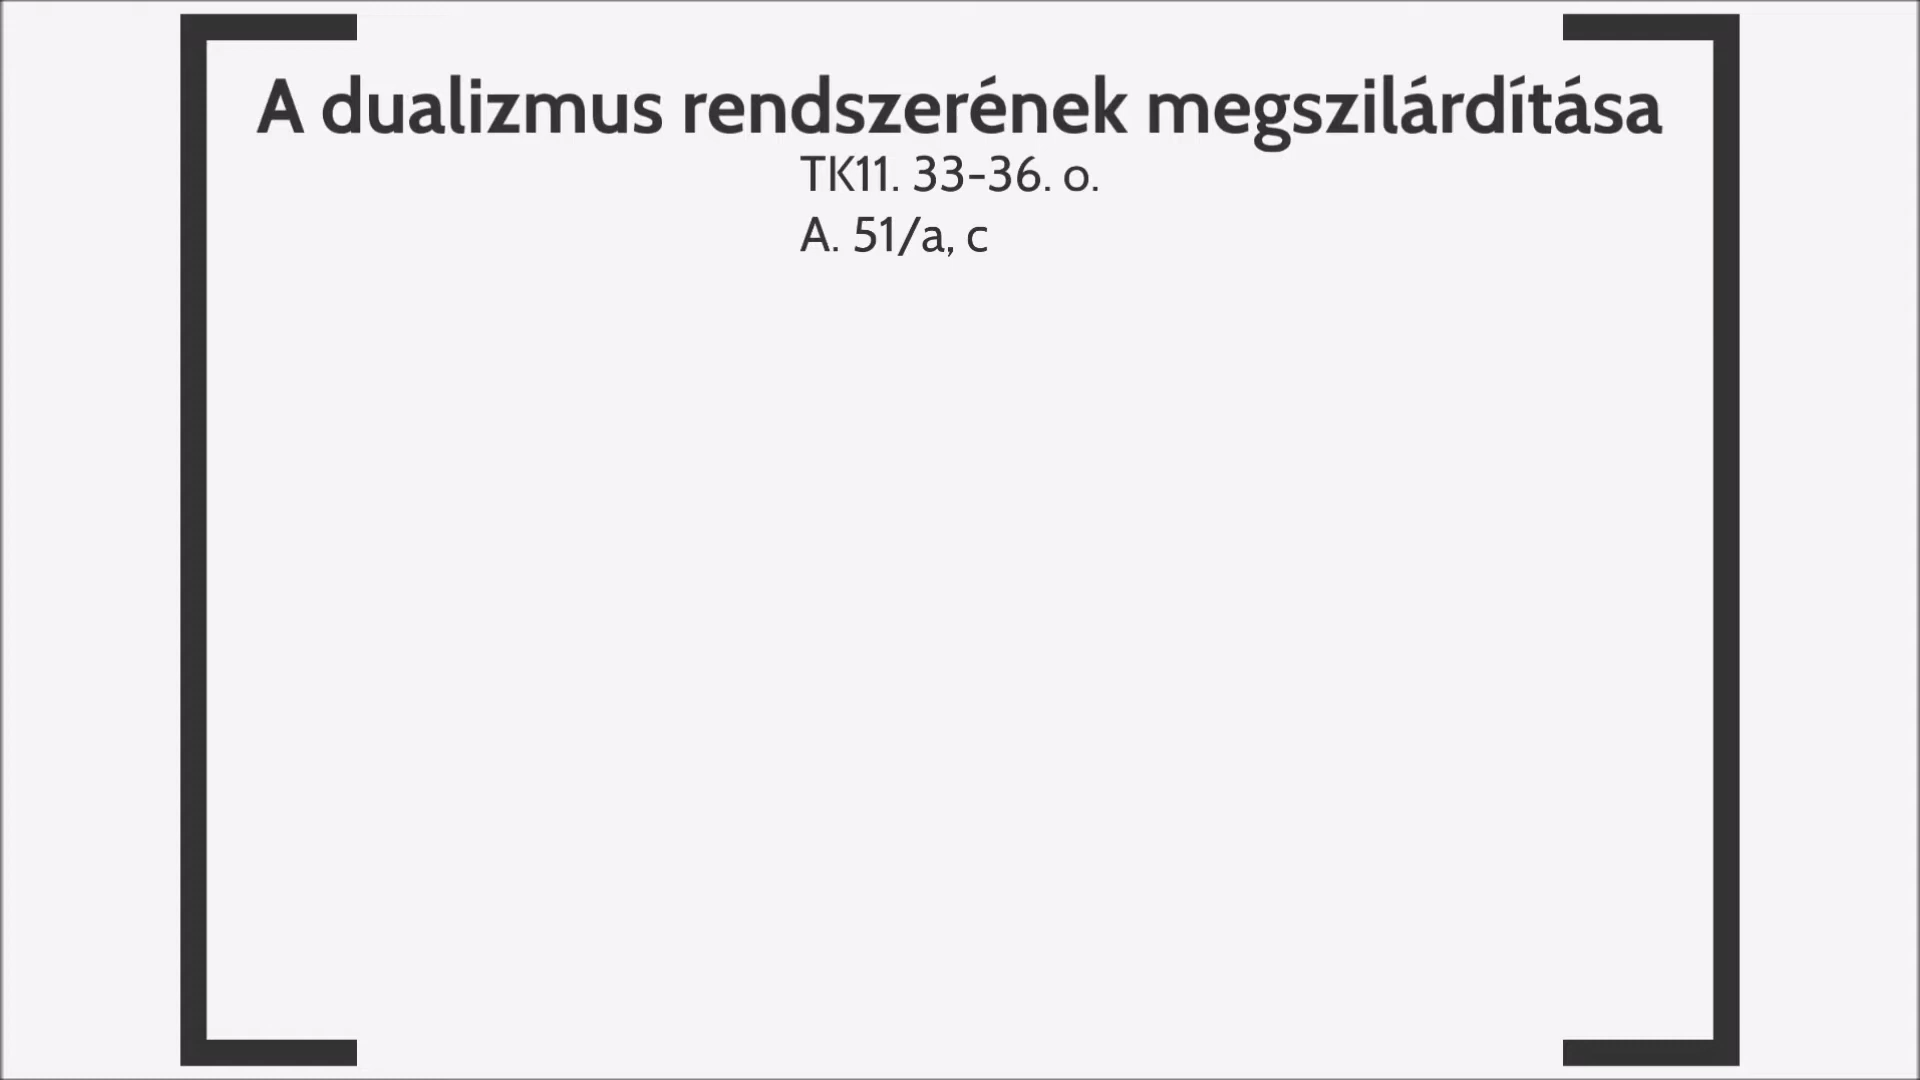 A dualizmus rendszerének megszilárdítása
TK11. 33-36. o.
A. 51/a, c